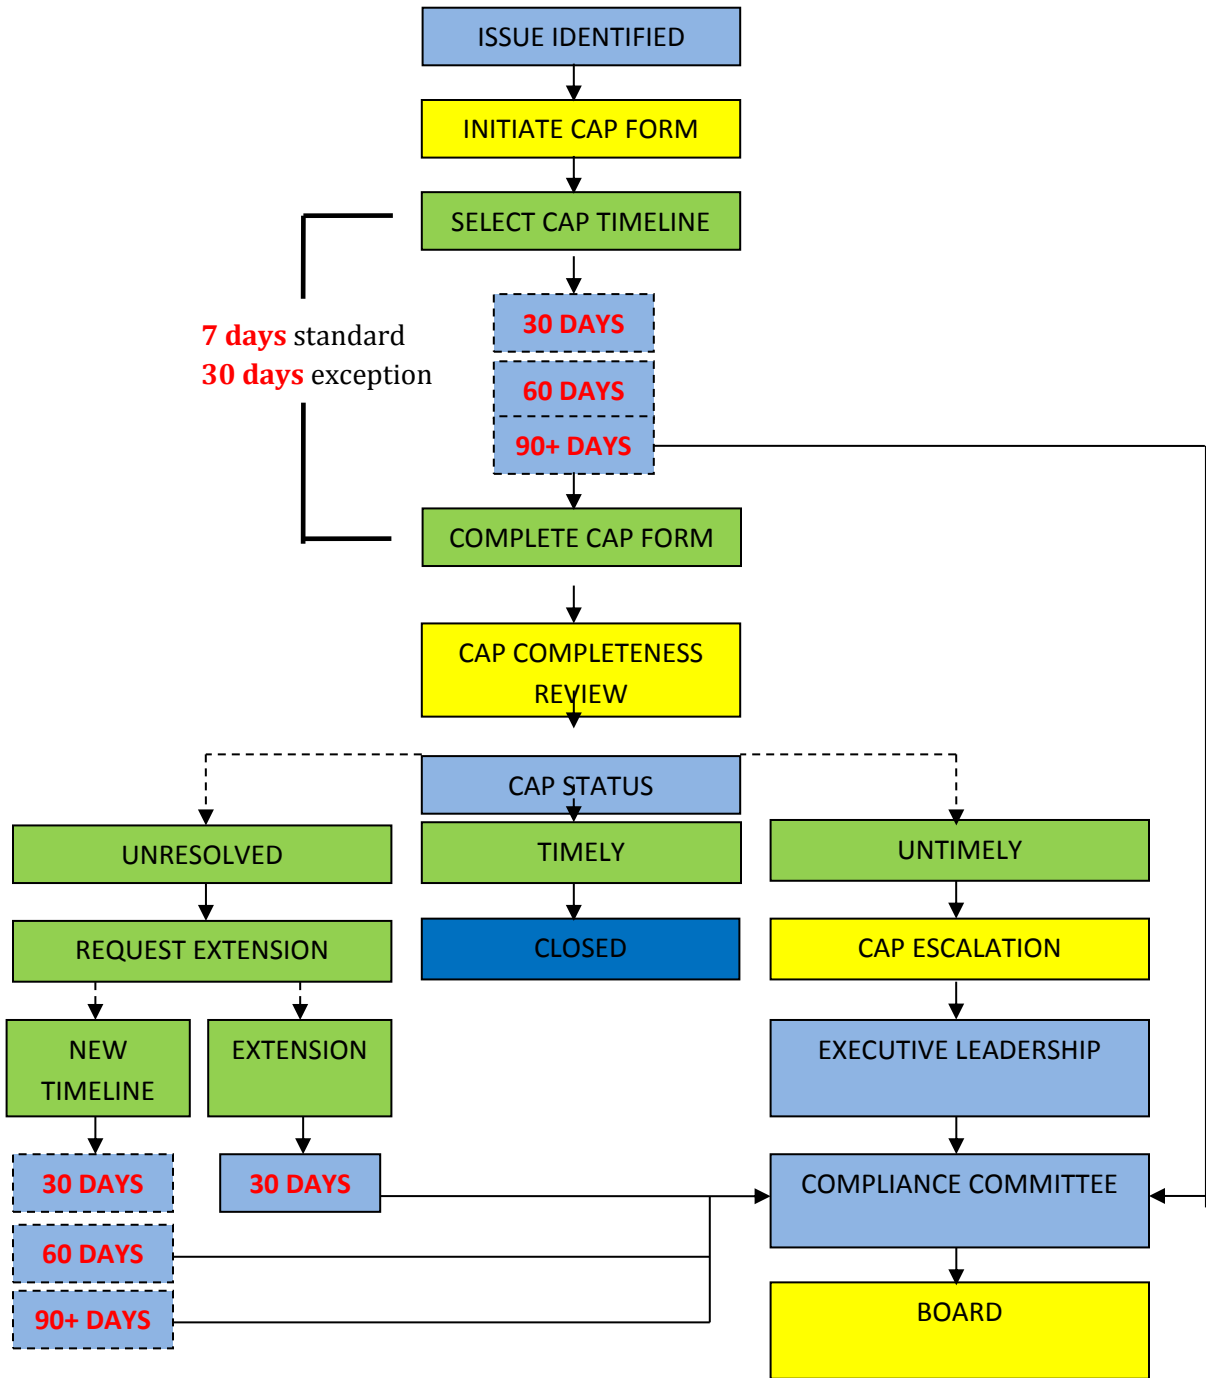 ISSUE IDENTIFIED
INITIATE CAP FORM
SELECT CAP TIMELINE
7 days standard
30 days exception
30 DAYS
60 DAYS
90+ DAYS
COMPLETE CAP FORM
CAP COMPLETENESS
REVIEW
CAP STATUS
UNRESOLVED
TIMELY
UNTIMELY
REQUEST EXTENSION
CLOSED
CAP ESCALATION
NEW
TIMELINE
EXTENSION
EXECUTIVE LEADERSHIP
30 DAYS
30 DAYS
COMPLIANCE COMMITTEE
60 DAYS
90+ DAYS
BOARD